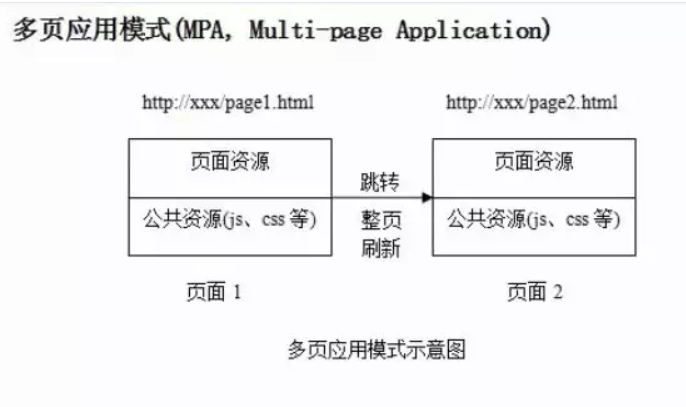 多页应用模式(MPA, Multi-page Application)
http://xxx/page1.html
http://xxx/page2.html
页面资源
页面资源
跳转
公共资源(js、css 等)
整页
刷新
公共资源(js、css 等)
页面 1
页面 2
多页应用模式示意图